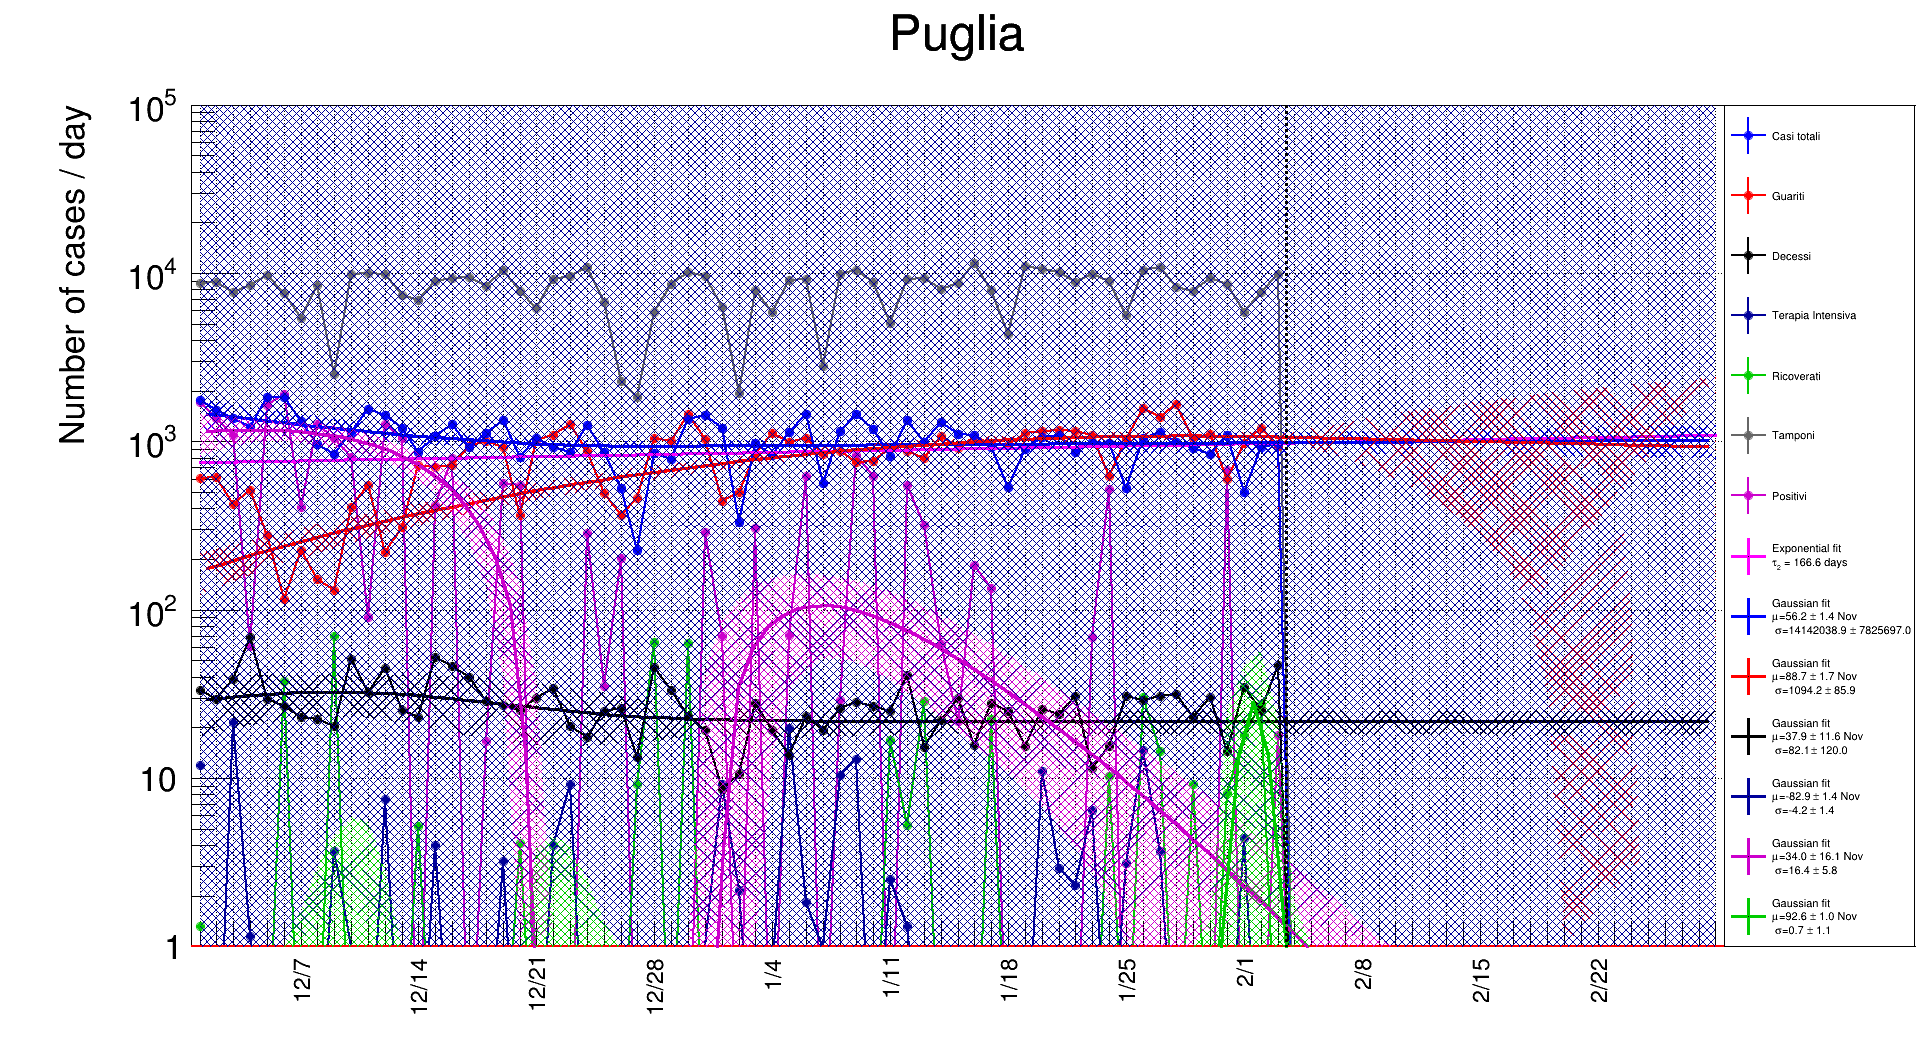 Puglia
Number of cases / day
10^5
10^4
10^3
10^2
10
1
12/7
12/14
12/21
12/28
1/4
1/11
1/18
1/25
2/1
2/8
2/15
2/22
Casi totali
Guariti
Decessi
Terapia Intensiva
Ricoverati
Tamponi
Positivi
Exponential fit
τ₂ = 166.6 days
Gaussian fit
μ=56.2 ± 1.4 Nov
σ=14142038.9 ± 7825697.0
Gaussian fit
μ=88.7 ± 1.7 Nov
σ=1094.2 ± 85.9
Gaussian fit
μ=37.9 ± 11.6 Nov
σ=82.1 ± 120.0
Gaussian fit
μ=-82.9 ± 1.4 Nov
σ=-4.2 ± 1.4
Gaussian fit
μ=34.0 ± 16.1 Nov
σ=16.4 ± 5.8
Gaussian fit
μ=92.6 ± 1.0 Nov
σ=0.7 ± 1.1